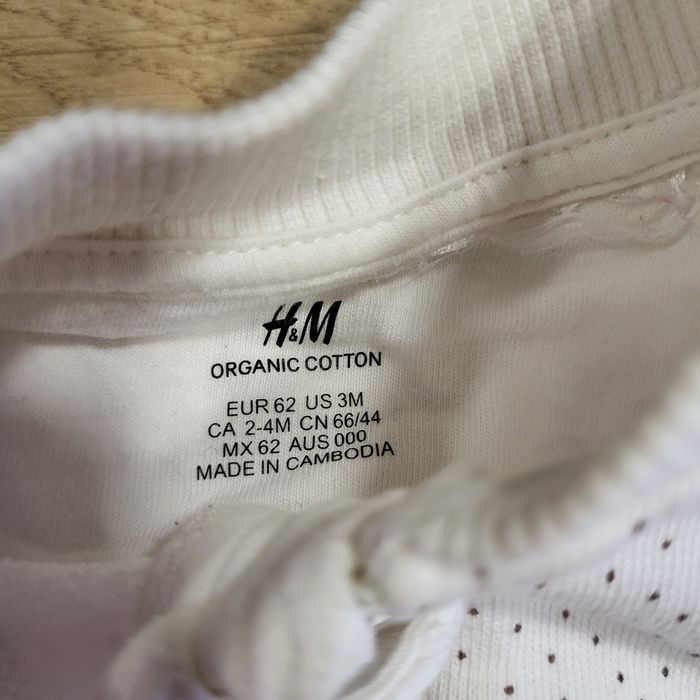 H&M
ORGANIC COTTON
EUR 62 US 3M
CA 2-4M CN 66/44
MX 62 AUS 000
MADE IN CAMBODIA